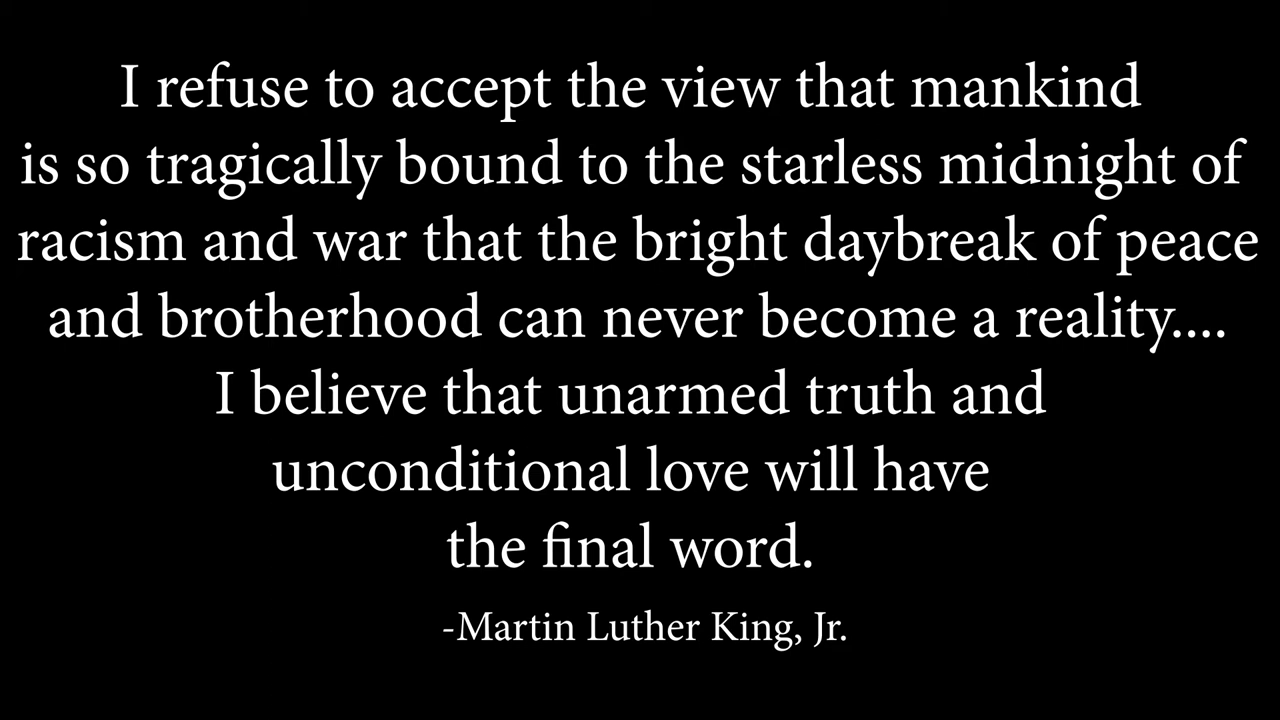 I refuse to accept the view that mankind
is so tragically bound to the starless midnight of
racism and war that the bright daybreak of peace
and brotherhood can never become a reality....
I believe that unarmed truth and
unconditional love will have
the final word.
-Martin Luther King, Jr.